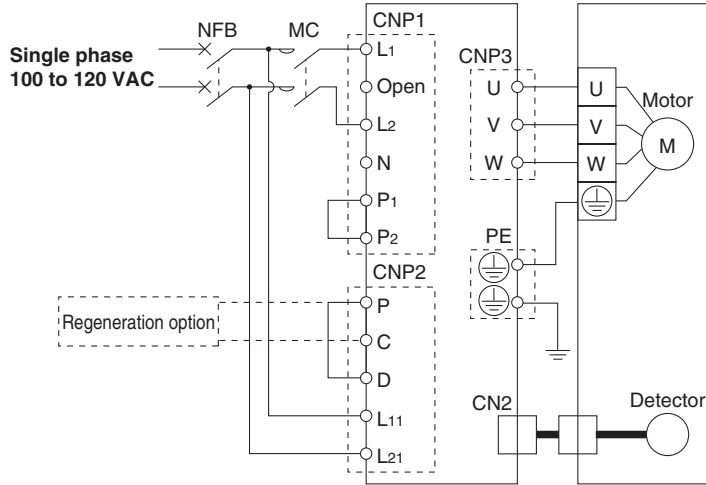 NFB
MC
CNP1
Single phase
100 to 120 VAC
L1
Open
L2
N
P1
P2
CNP3
U
V
W
U
V
W
Motor
M
PE
CNP2
Regeneration option
P
C
D
L11
L21
CN2
Detector